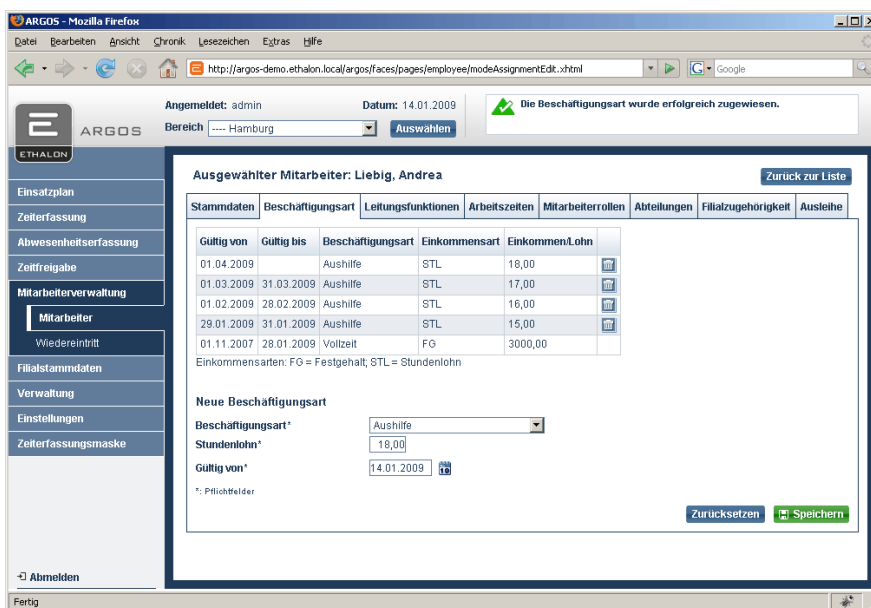 ARGOS - Mozilla Firefox
Datei Bearbeiten Ansicht Chronik Lesezeichen Extras Hilfe
http://argos-demo.ethalon.local/argos/faces/pages/employee/modeAssignmentEdit.xhtml
G Google
ARGOS
ETHALON
Angemeldet: admin Datum: 14.01.2009
Bereich ---- Hamburg Auswählen
Die Beschäftigungsart wurde erfolgreich zugewiesen.
Einsatzplan
Zeiterfassung
Abwesenheitserfassung
Zeitfreigabe
Mitarbeiterverwaltung
Mitarbeiter
Wiedereintritt
Filialstammdaten
Verwaltung
Einstellungen
Zeiterfassungsmaske
Abmelden
Ausgewählter Mitarbeiter: Liebig, Andrea Zurück zur Liste
Stammdaten Beschäftigungsart Leitungsfunktionen Arbeitszeiten Mitarbeiterrollen Abteilungen Filialzugehörigkeit Ausleihe
Gültig von Gültig bis Beschäftigungsart Einkommensart Einkommen/Lohn
01.04.2009 Aushilfe STL 18,00
01.03.2009 31.03.2009 Aushilfe STL 17,00
01.02.2009 28.02.2009 Aushilfe STL 16,00
29.01.2009 31.01.2009 Aushilfe STL 15,00
01.11.2007 28.01.2009 Vollzeit FG 3000,00
Einkommensarten: FG = Festgehalt; STL = Stundenlohn
Neue Beschäftigungsart
Beschäftigungsart* Aushilfe
Stundenlohn* 18,00
Gültig von* 14.01.2009 10
*: Pflichtfelder
Zurücksetzen Speichern
Fertig